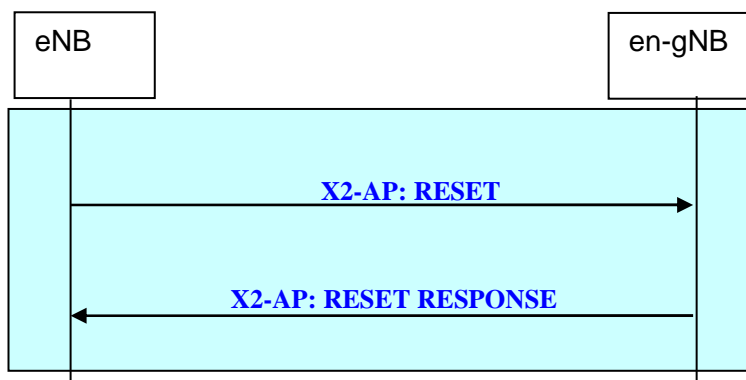 eNB
en-gNB
X2-AP: RESET
X2-AP: RESET RESPONSE